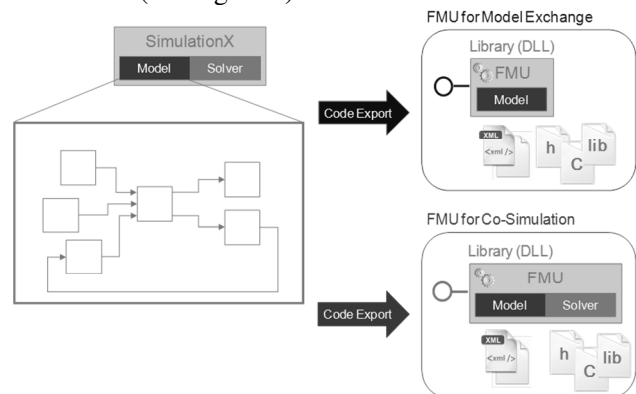 FMU for Model Exchange
SimulationX
Model
Solver
Library (DLL)
FMU
Model
Code Export
XML
<xml />
h
C
lib
FMU for Co-Simulation
Library (DLL)
FMU
Model
Solver
Code Export
XML
<xml />
h
C
lib